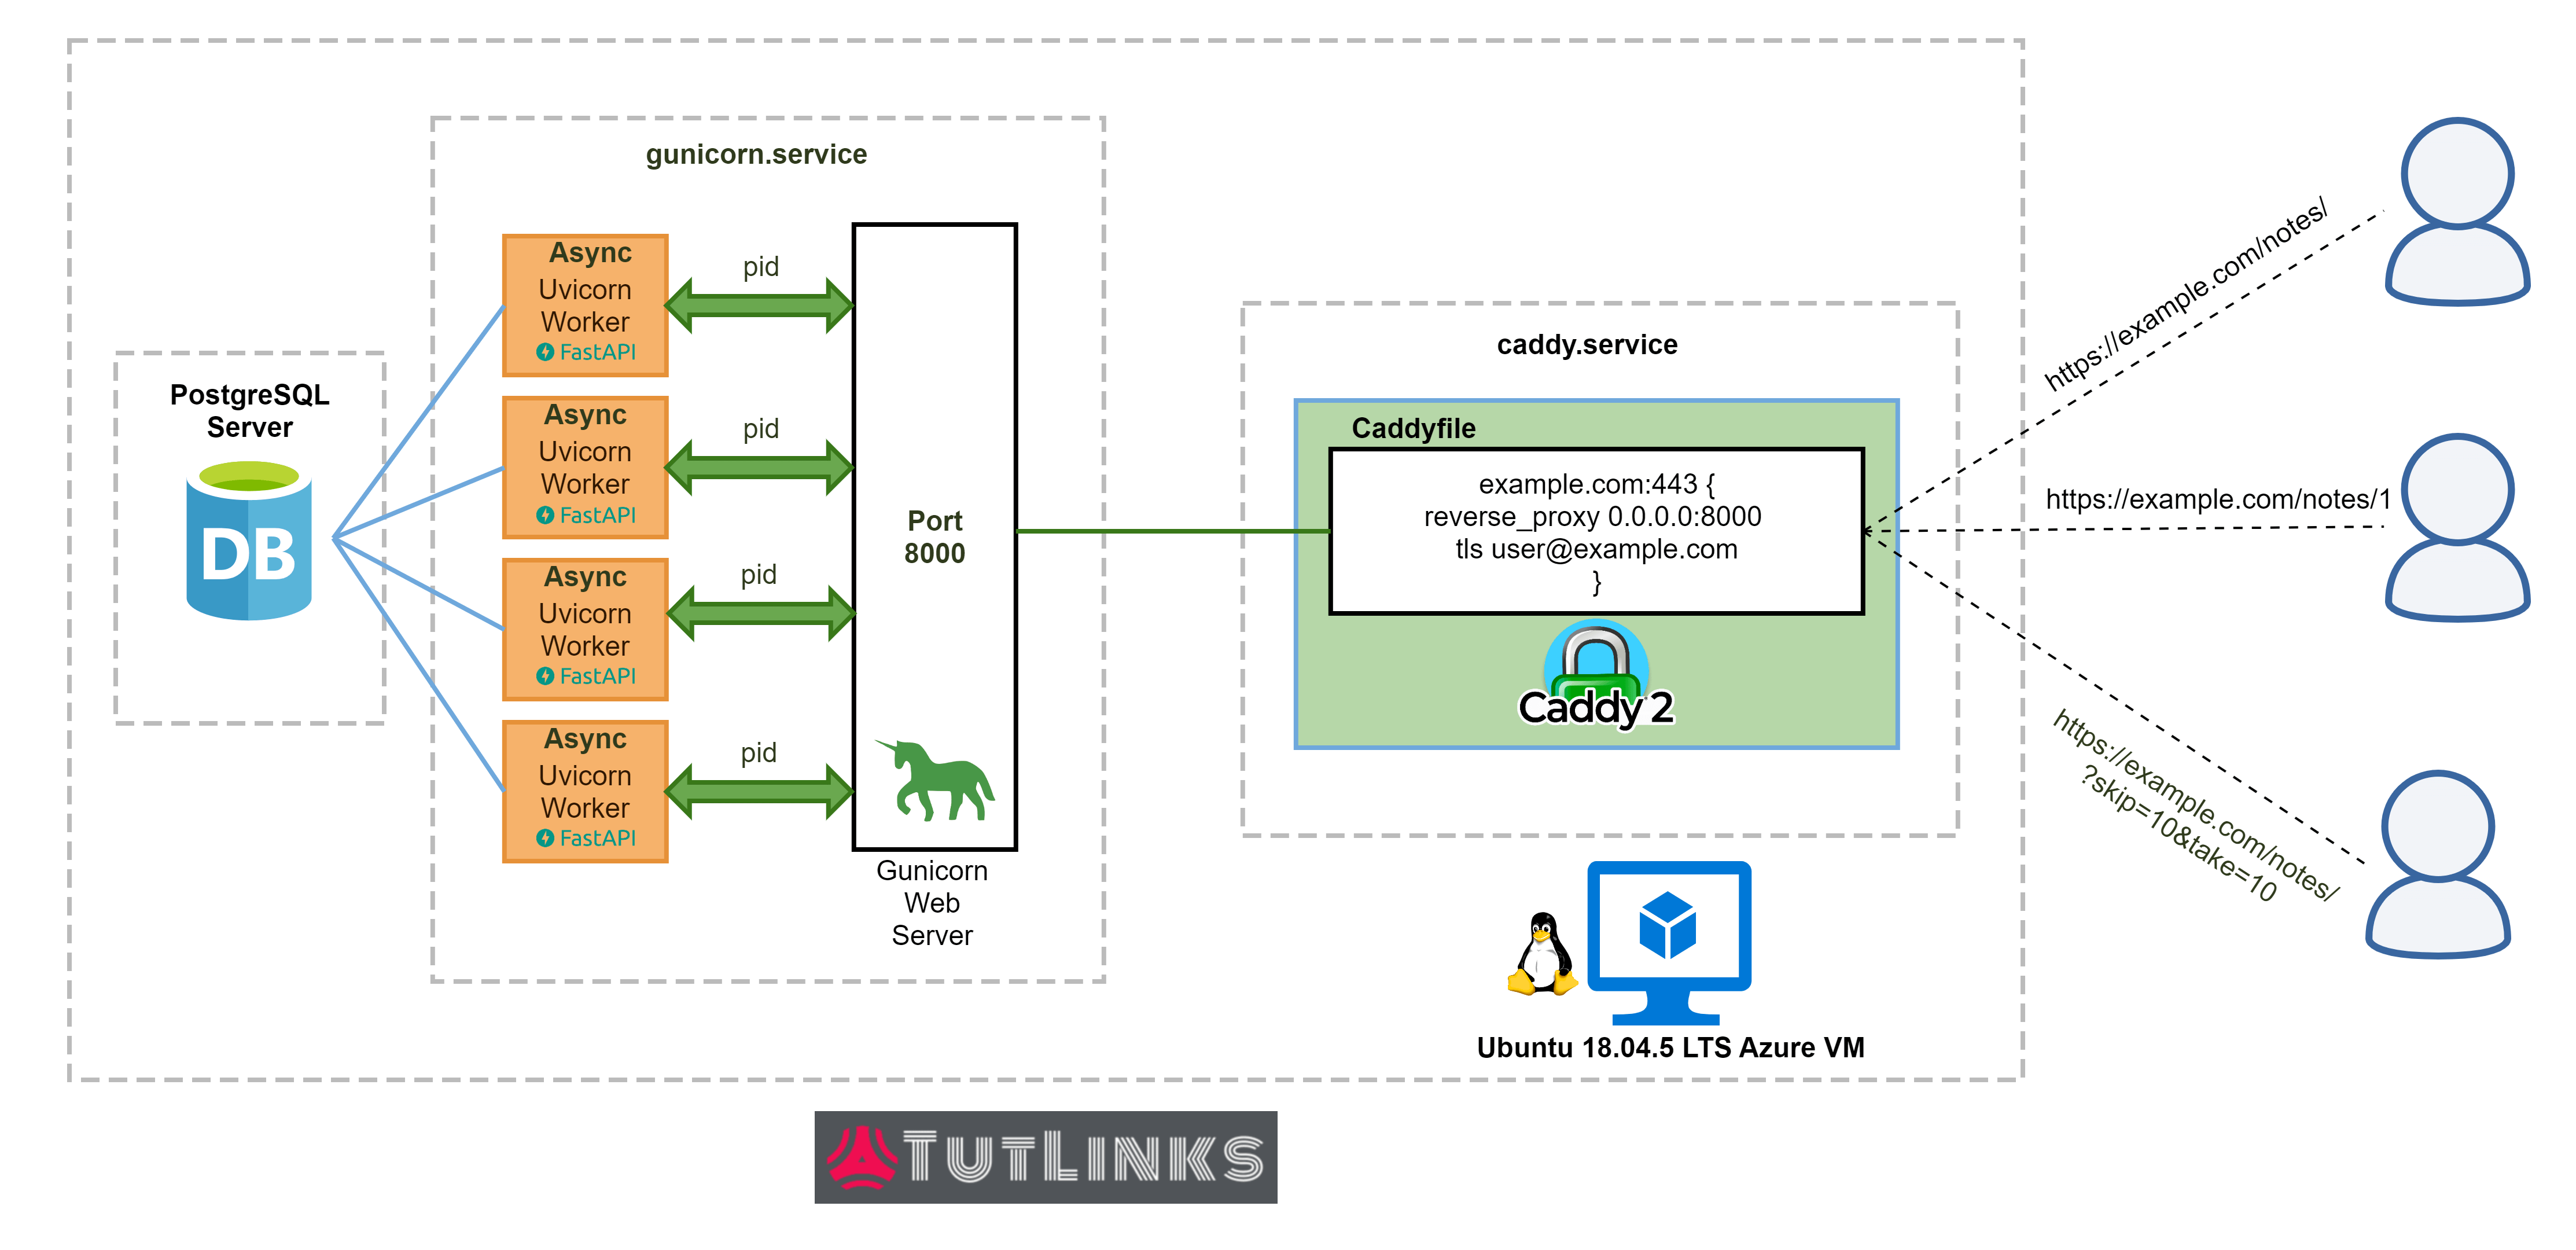 gunicorn.service
PostgreSQL
Server
DB
Async
Uvicorn
Worker
FastAPI
pid
Async
Uvicorn
Worker
FastAPI
pid
Async
Uvicorn
Worker
FastAPI
pid
Async
Uvicorn
Worker
FastAPI
pid
Port
8000
Gunicorn
Web
Server
caddy.service
Caddyfile
example.com:443 {
reverse_proxy 0.0.0.0:8000
tls user@example.com
}
Caddy 2
Ubuntu 18.04.5 LTS Azure VM
https://example.com/notes/
https://example.com/notes/1
https://example.com/notes/
?skip=10&take=10
TUTLINKS